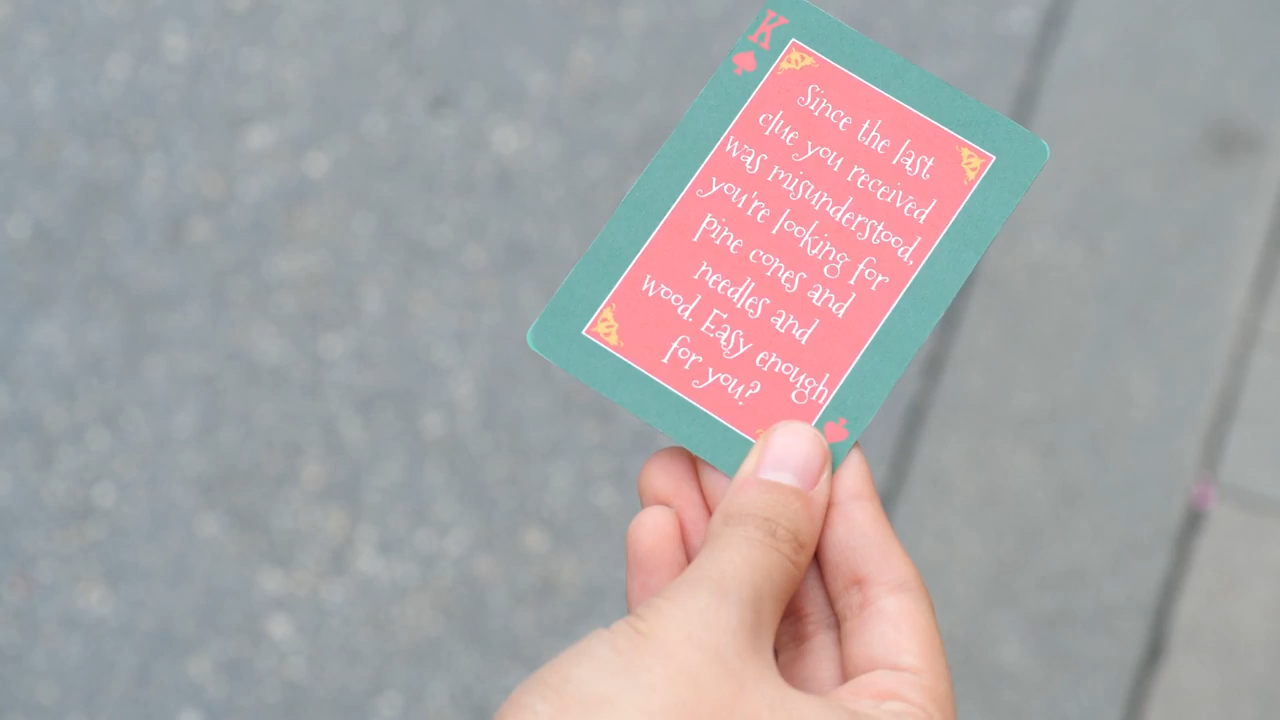 K
Since the last
clue you received
was misunderstood,
you're looking for
pine cones and
needles and
wood. Easy enough
for you?